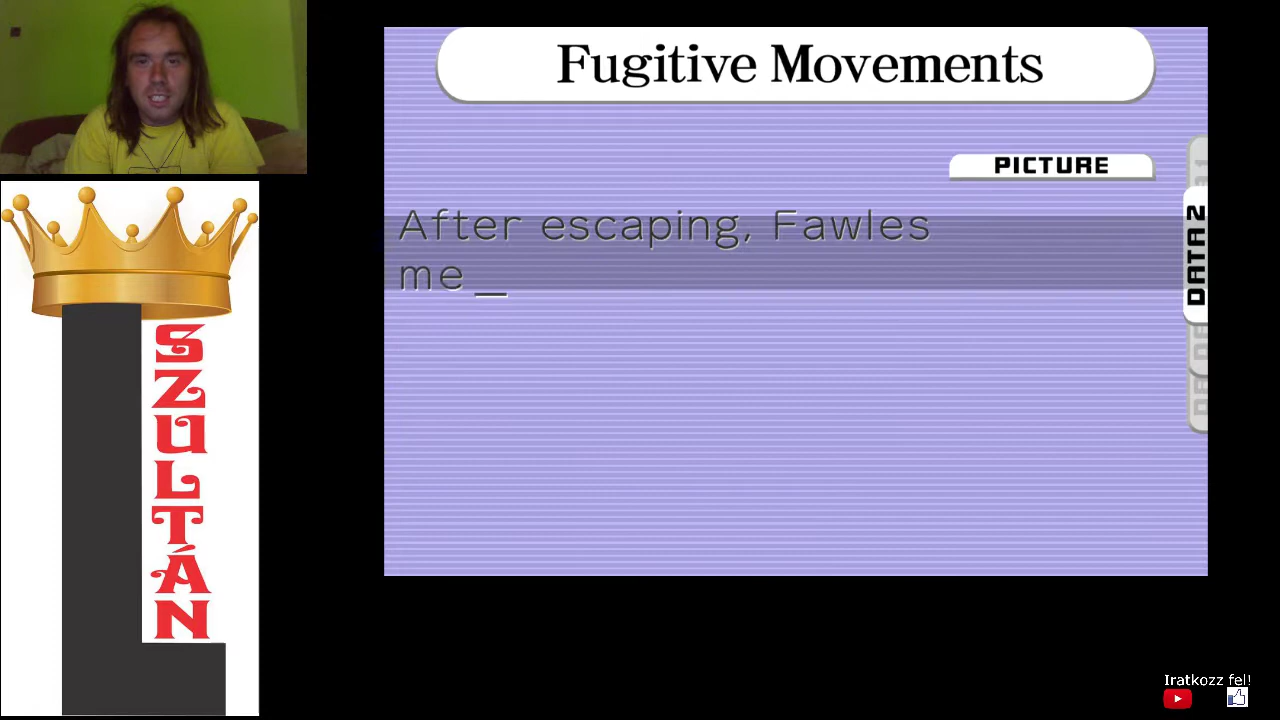 Fugitive Movements
PICTURE
DATA 2
After escaping, Fawles
me_
L
SZULTÁN
Iratkozz fel!